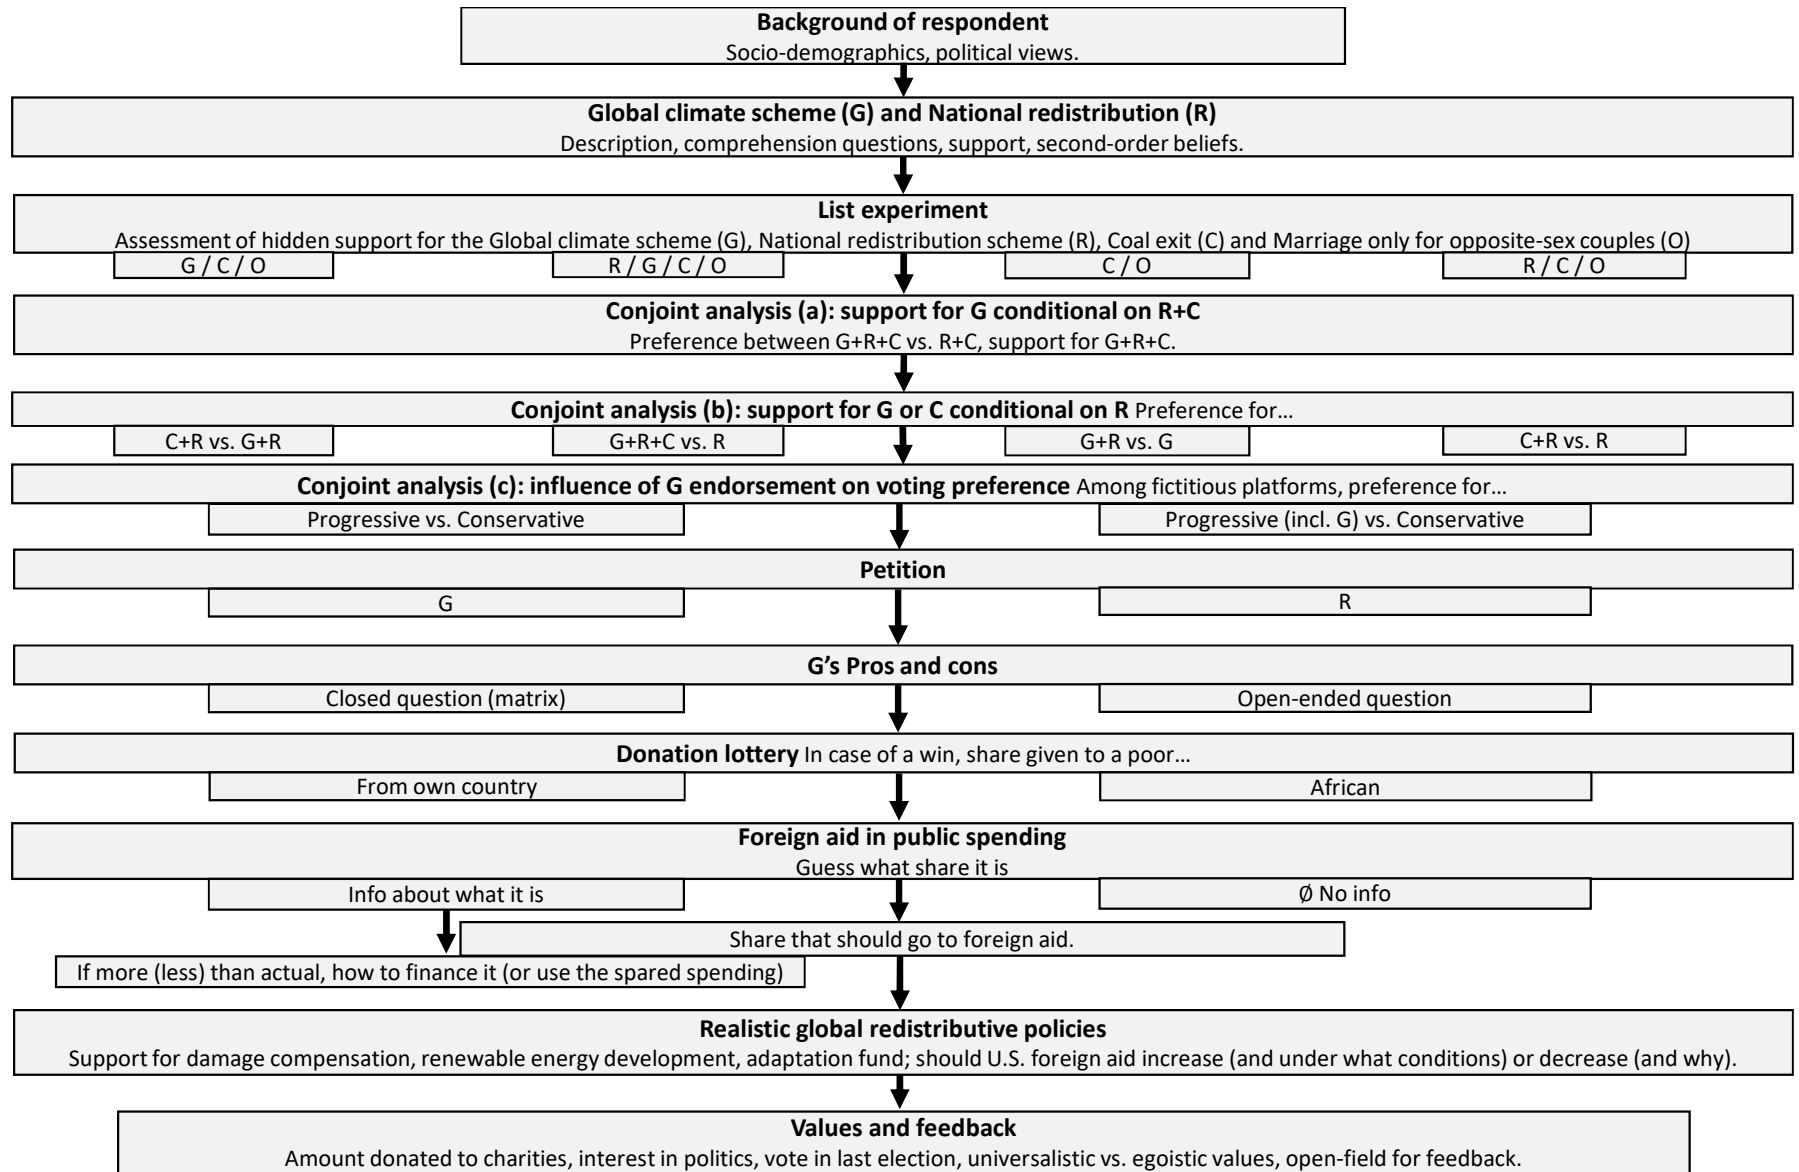 Background of respondent
Socio-demographics, political views.
Global climate scheme (G) and National redistribution (R)
Description, comprehension questions, support, second-order beliefs.
List experiment
Assessment of hidden support for the Global climate scheme (G), National redistribution scheme (R), Coal exit (C) and Marriage only for opposite-sex couples (O)
G / C / O
R / G / C / O
C / O
R / C / O
Conjoint analysis (a): support for G conditional on R+C
Preference between G+R+C vs. R+C, support for G+R+C.
Conjoint analysis (b): support for G or C conditional on R Preference for…
C+R vs. G+R
G+R+C vs. R
G+R vs. G
C+R vs. R
Conjoint analysis (c): influence of G endorsement on voting preference Among fictitious platforms, preference for…
Progressive vs. Conservative
Progressive (incl. G) vs. Conservative
Petition
G
R
G’s Pros and cons
Closed question (matrix)
Open-ended question
Donation lottery In case of a win, share given to a poor…
From own country
African
Foreign aid in public spending
Guess what share it is
Info about what it is
Ø No info
Share that should go to foreign aid.
If more (less) than actual, how to finance it (or use the spared spending)
Realistic global redistributive policies
Support for damage compensation, renewable energy development, adaptation fund; should U.S. foreign aid increase (and under what conditions) or decrease (and why).
Values and feedback
Amount donated to charities, interest in politics, vote in last election, universalistic vs. egoistic values, open-field for feedback.